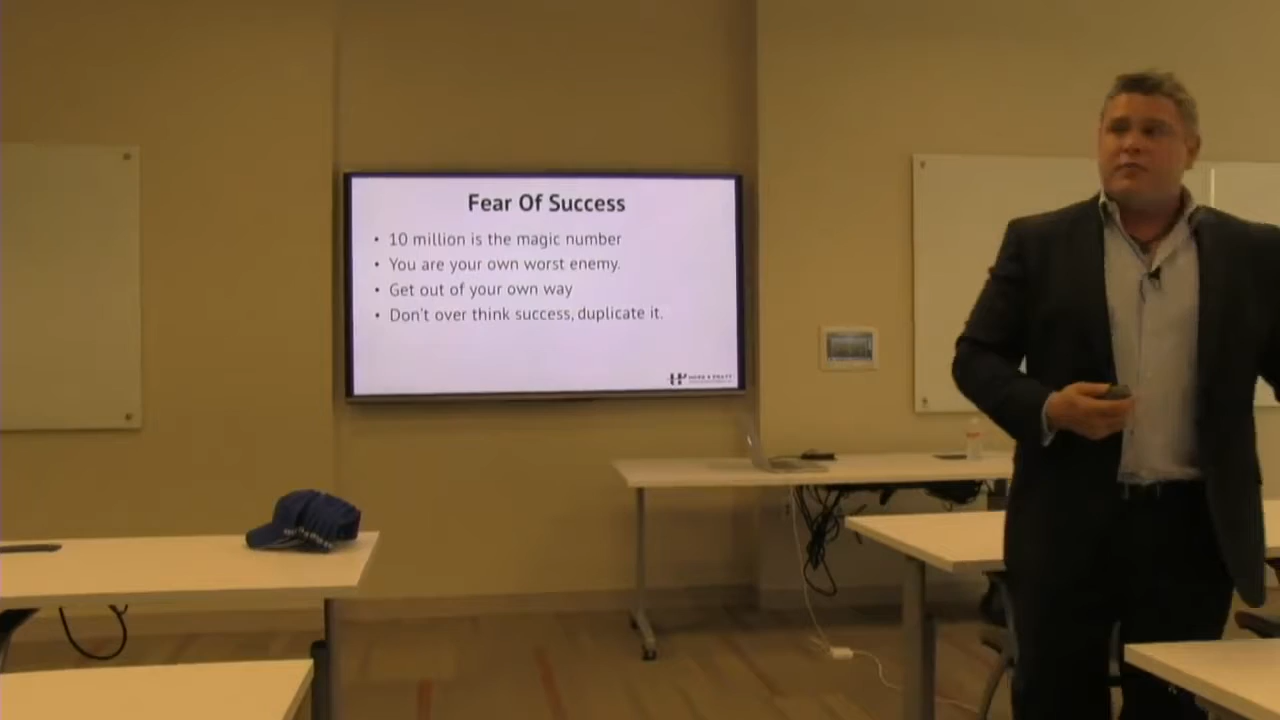 Fear Of Success
• 10 million is the magic number
• You are your own worst enemy.
• Get out of your own way
• Don't over think success, duplicate it.